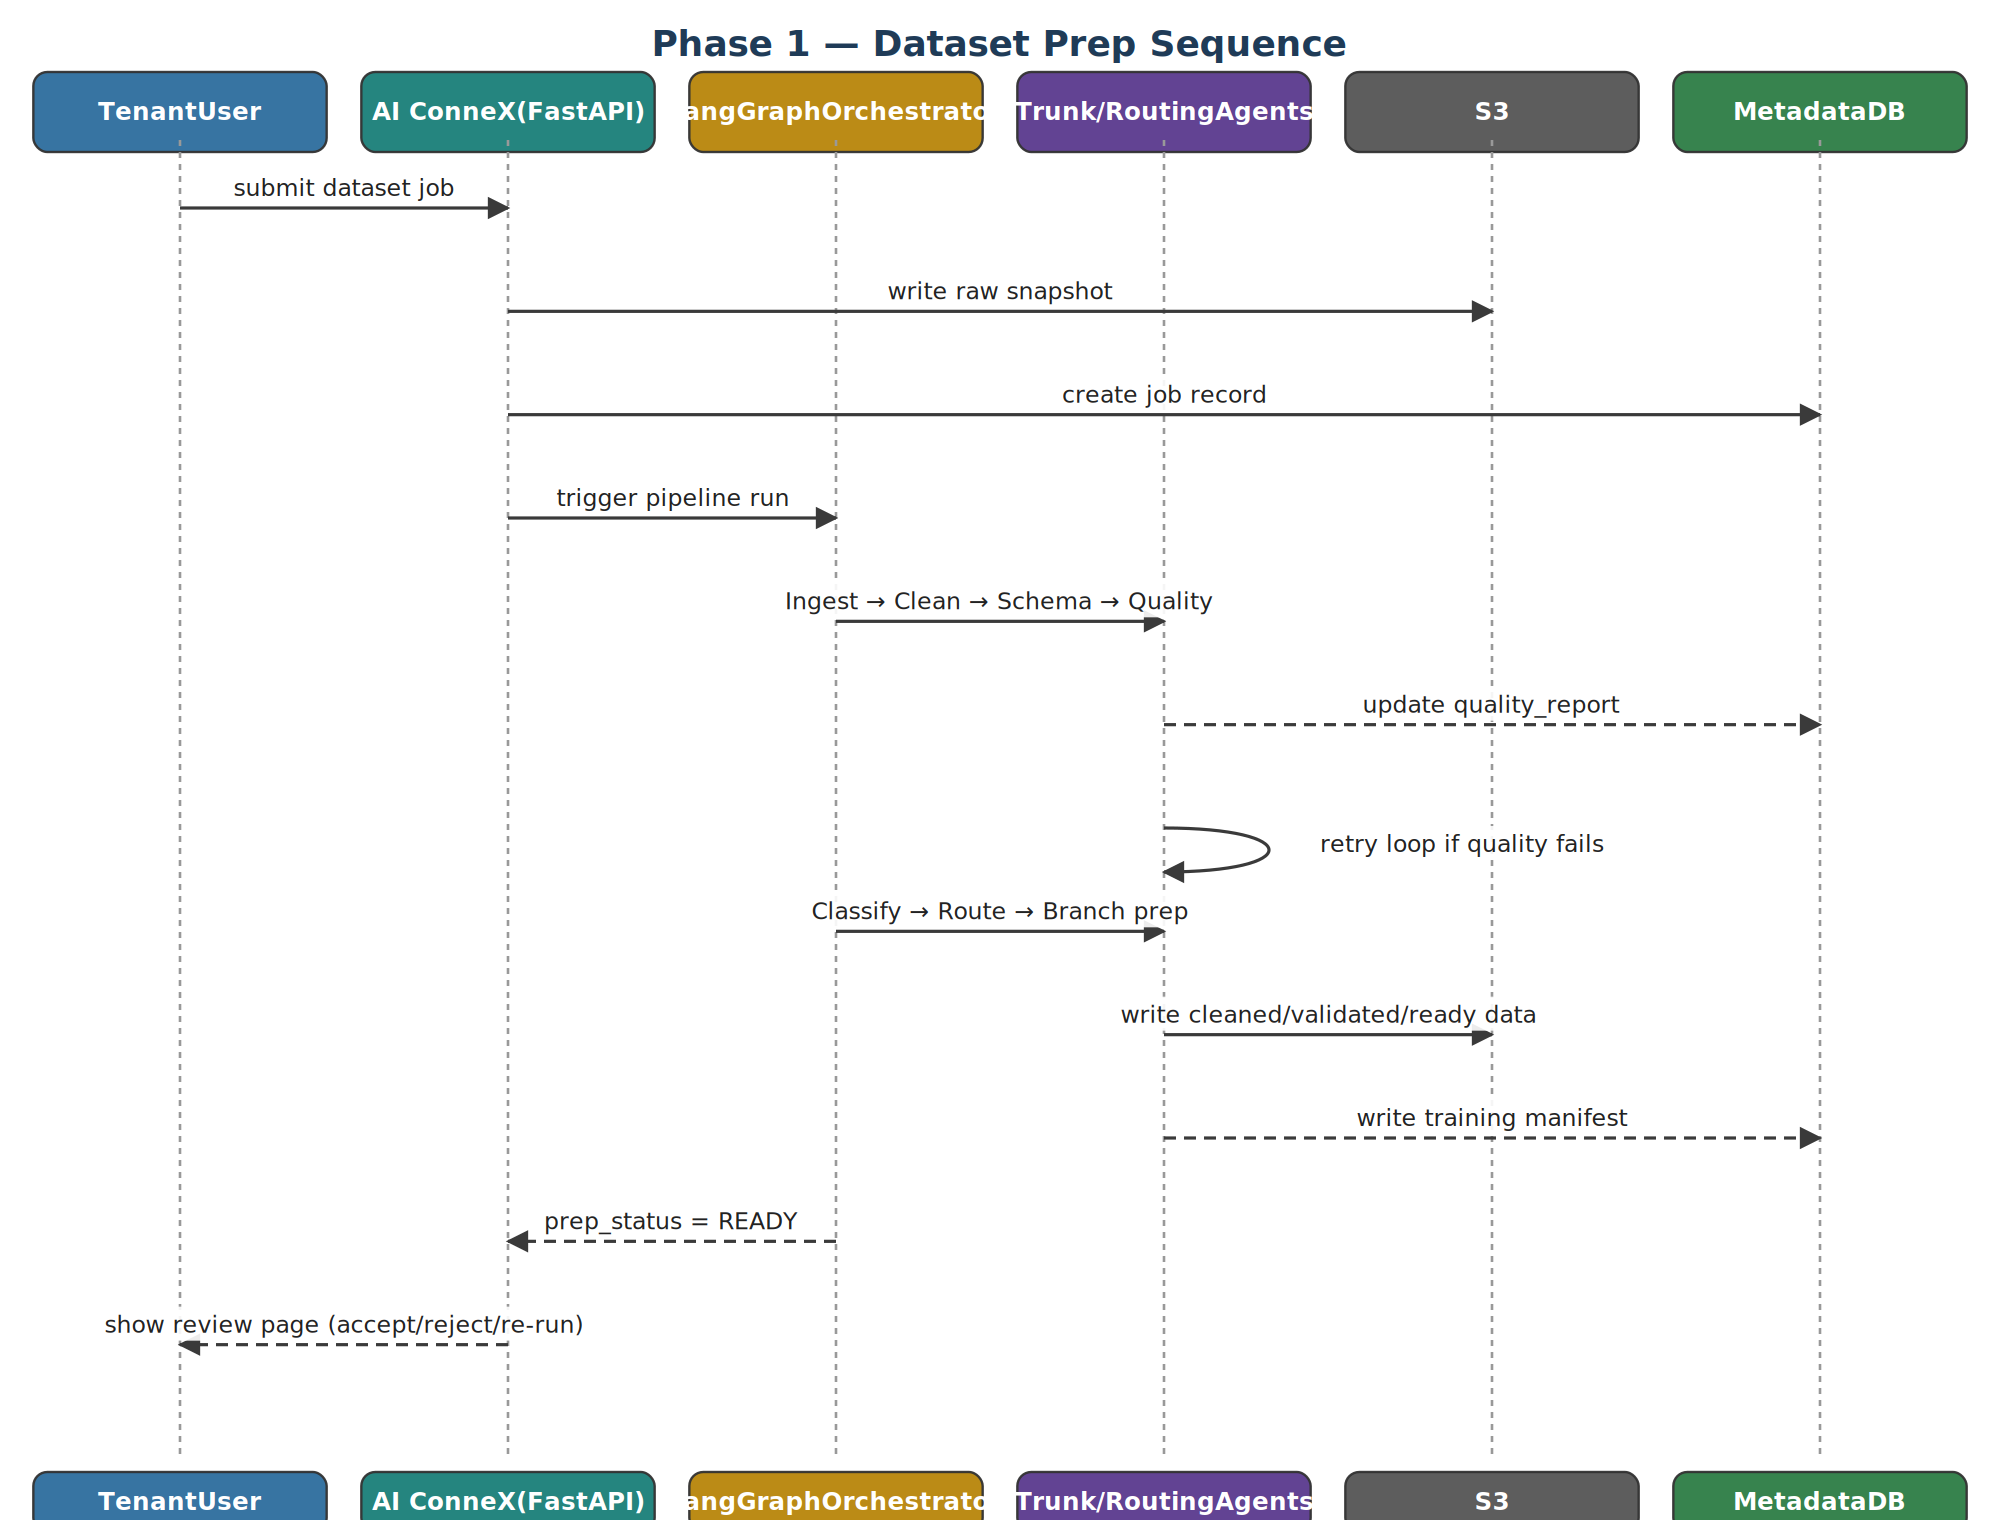 Phase 1 — Dataset Prep Sequence
TenantUser
AI ConneX(FastAPI)
angGraphOrchestrato
Trunk/RoutingAgents
S3
MetadataDB
submit dataset job
write raw snapshot
create job record
trigger pipeline run
Ingest → Clean → Schema → Quality
update quality_report
retry loop if quality fails
Classify → Route → Branch prep
write cleaned/validated/ready data
write training manifest
prep_status = READY
show review page (accept/reject/re-run)
TenantUser
AI ConneX(FastAPI)
angGraphOrchestrato
Trunk/RoutingAgents
S3
MetadataDB